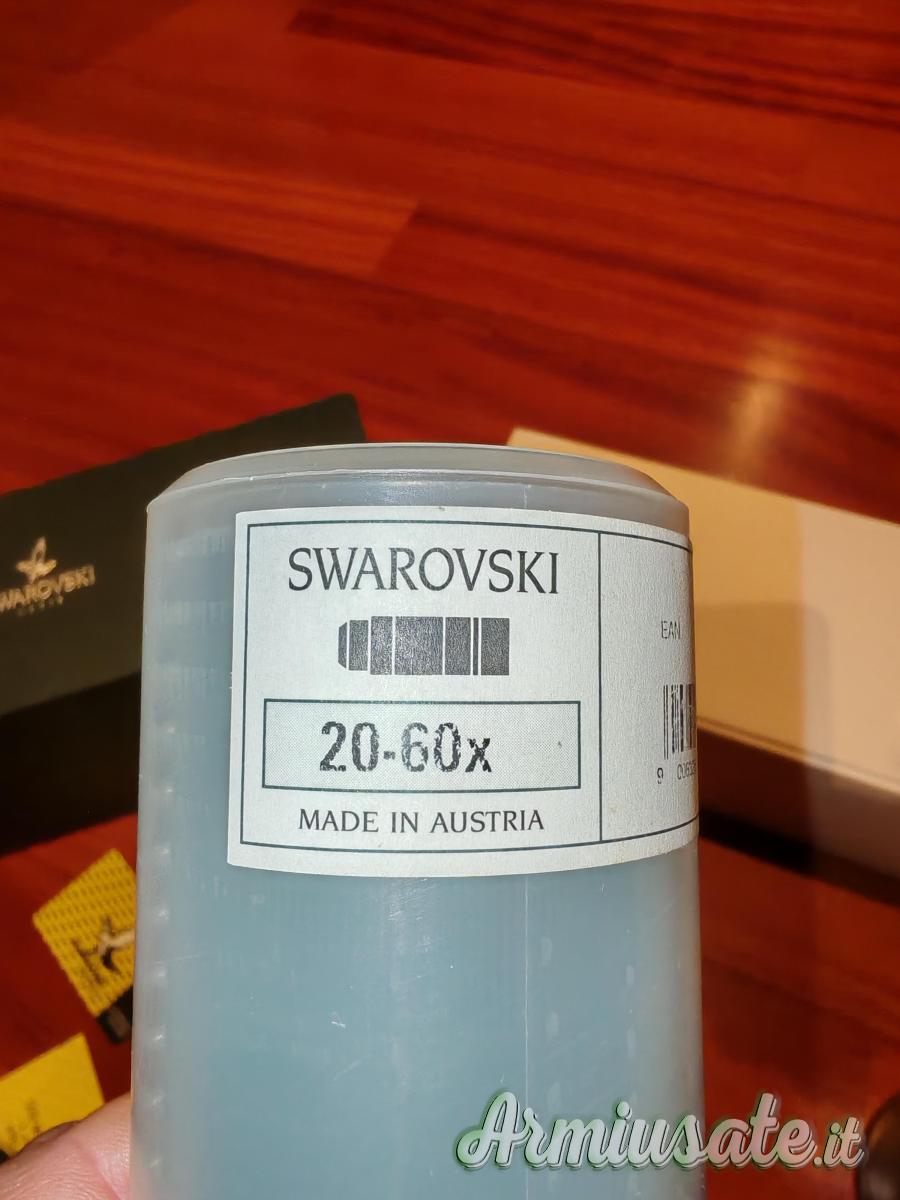 SWAROVSKI
20-60x
MADE IN AUSTRIA
EAN
SWAROVSKI
Armiusate.it